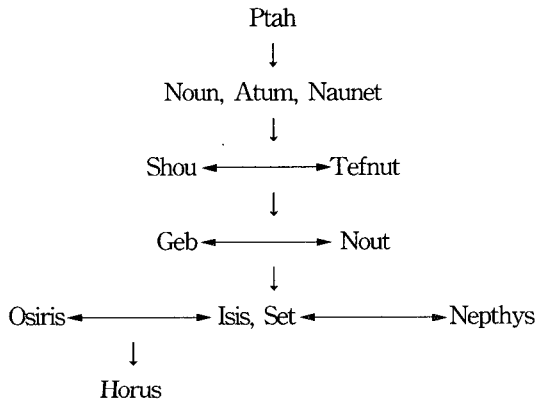 Ptah
Noun, Atum, Naunet
Shou Tefnut
Geb Nout
Osiris Isis, Set Nepthys
Horus